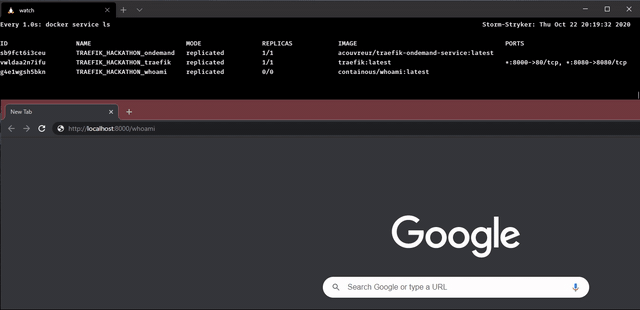 watch
Every 1.0s: docker service ls Storm-Stryker: Thu Oct 22 20:19:32 2020
ID NAME MODE REPLICAS IMAGE PORTS
sb9fct6i3ceu TRAEFIK_HACKATHON_ondemand replicated 1/1 acouvreur/traefik-ondemand-service:latest
vwldaa2n7ifu TRAEFIK_HACKATHON_traefik replicated 1/1 traefik:latest *:8000->80/tcp, *:8080->8080/tcp
g4e1wgsh5bkn TRAEFIK_HACKATHON_whoami replicated 0/0 containous/whoami:latest
New Tab
http://localhost:8000/whoami
Google
Search Google or type a URL